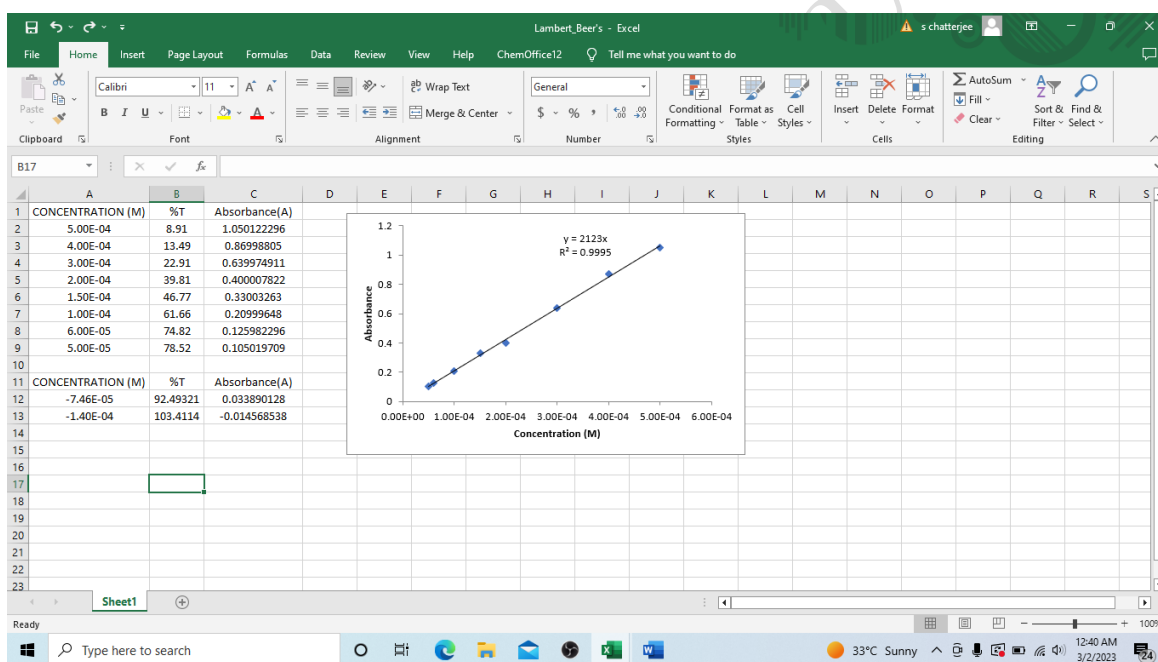 Lambert_Beer's - Excel
s chatterjee
File Home Insert Page Layout Formulas Data Review View Help ChemOffice12 Tell me what you want to do
Paste
Calibri 11 A A
B I U A
ab Wrap Text
Merge & Center
General
$ % , .00
Conditional Formatting
Format as Table
Cell Styles
Insert Delete Format
AutoSum
Fill
Clear
Sort & Filter
Find & Select
Clipboard Font Alignment Number Styles Cells Editing
B17 fx
A B C D E F G H I J K L M N O P Q R S
1 CONCENTRATION (M) %T Absorbance(A)
2 5.00E-04 8.91 1.050122296
3 4.00E-04 13.49 0.86998805
4 3.00E-04 22.91 0.639974911
5 2.00E-04 39.81 0.400007822
6 1.50E-04 46.77 0.33003263
7 1.00E-04 61.66 0.20999648
8 6.00E-05 74.82 0.125982296
9 5.00E-05 78.52 0.105019709
10
11 CONCENTRATION (M) %T Absorbance(A)
12 -7.46E-05 92.49321 0.033890128
13 -1.40E-04 103.4114 -0.014568538
14
15
16
17
18
19
20
21
22
23
1.2
1
0.8
0.6
0.4
0.2
0
Absorbance
y = 2123x
R² = 0.9995
0.00E+00 1.00E-04 2.00E-04 3.00E-04 4.00E-04 5.00E-04 6.00E-04
Concentration (M)
Sheet1
Ready
100%
Type here to search
33°C Sunny
12:40 AM
3/2/2023
24